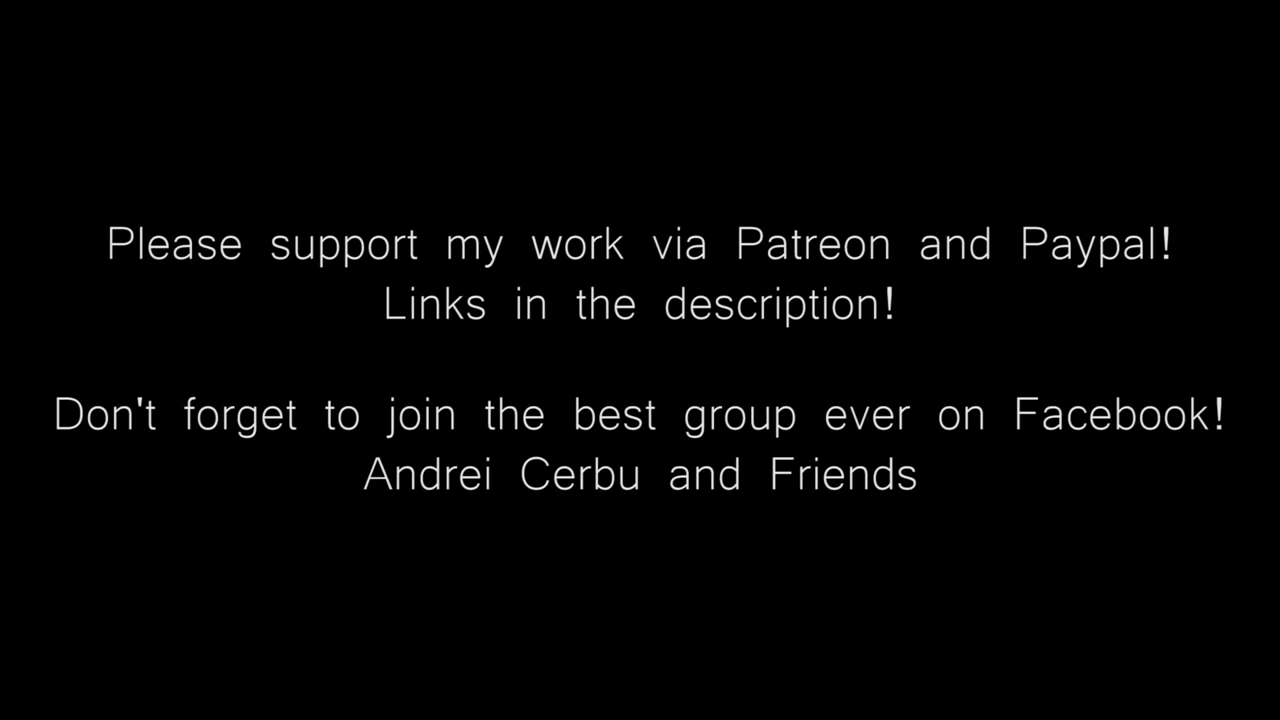 Please support my work via Patreon and Paypal!
Links in the description!
Don't forget to join the best group ever on Facebook!
Andrei Cerbu and Friends